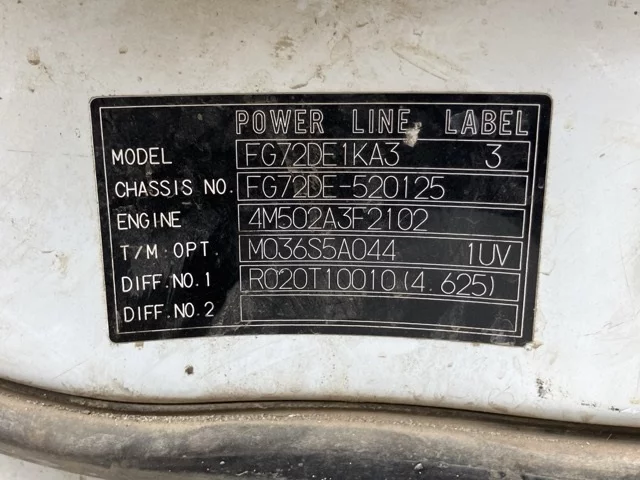 POWER LINE LABEL
MODEL FG72DE1KA3 3
CHASSIS NO. FG72DE-520125
ENGINE 4M502A3F2102
T/M:OPT M036S5A044 1UV
DIFF.NO.1 R020T10010(4.625)
DIFF.NO.2